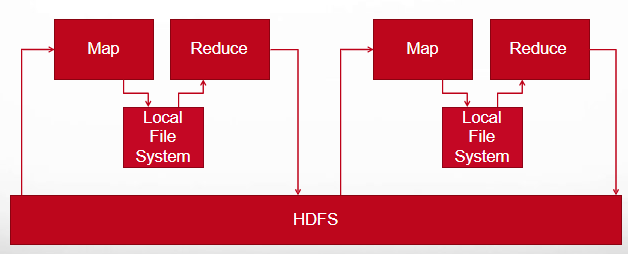 Map
Reduce
Local
File
System
Map
Reduce
Local
File
System
HDFS